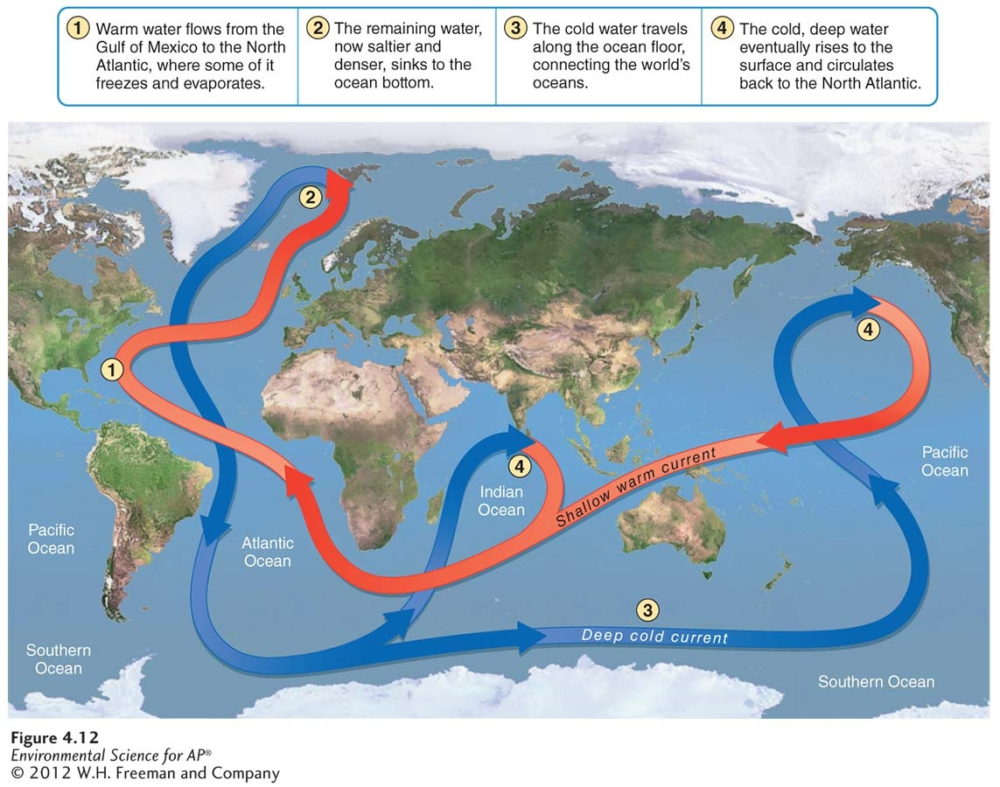 1 Warm water flows from the
Gulf of Mexico to the North
Atlantic, where some of it
freezes and evaporates.
2 The remaining water,
now saltier and
denser, sinks to the
ocean bottom.
3 The cold water travels
along the ocean floor,
connecting the world's
oceans.
4 The cold, deep water
eventually rises to the
surface and circulates
back to the North Atlantic.
2
4
1
Shallow warm current
Pacific
Ocean
4
Indian
Ocean
Pacific
Ocean
Atlantic
Ocean
3
Deep cold current
Southern
Ocean
Southern Ocean
Figure 4.12
Environmental Science for AP®
© 2012 W.H. Freeman and Company